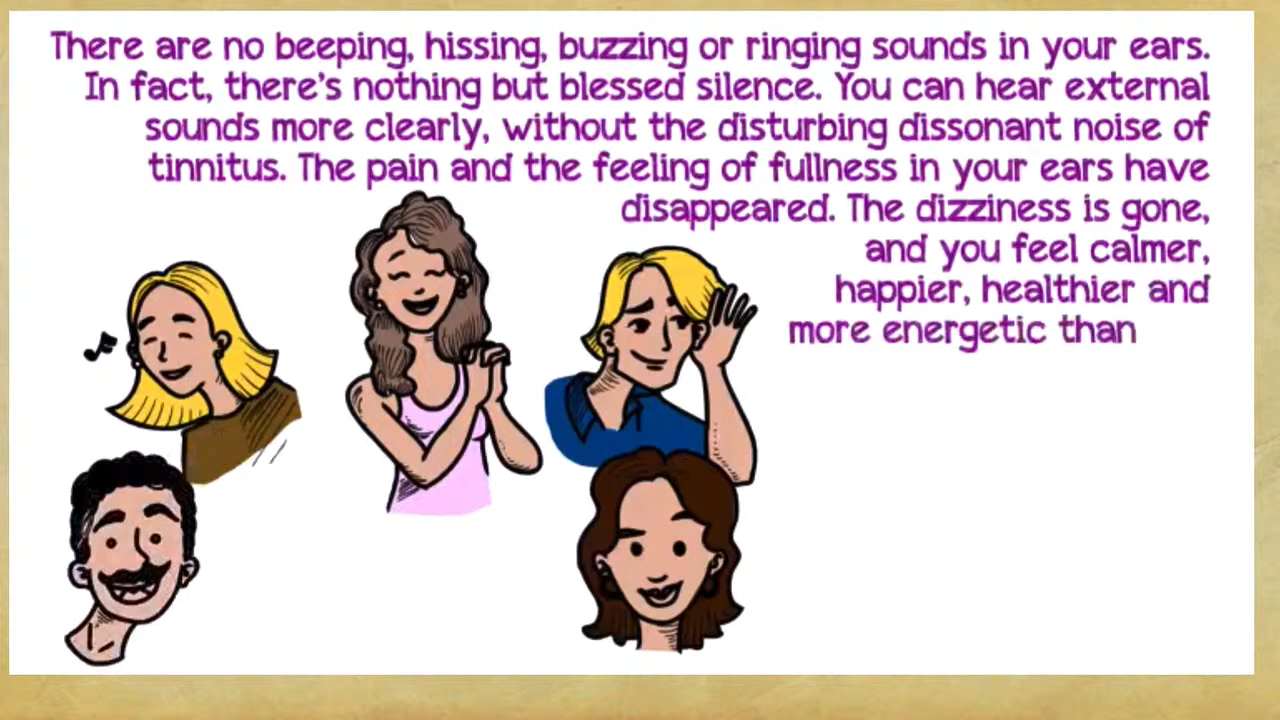 There are no beeping, hissing, buzzing or ringing sounds in your ears.
In fact, there's nothing but blessed silence. You can hear external
sounds more clearly, without the disturbing dissonant noise of
tinnitus. The pain and the feeling of fullness in your ears have
disappeared. The dizziness is gone,
and you feel calmer,
happier, healthier and
more energetic than